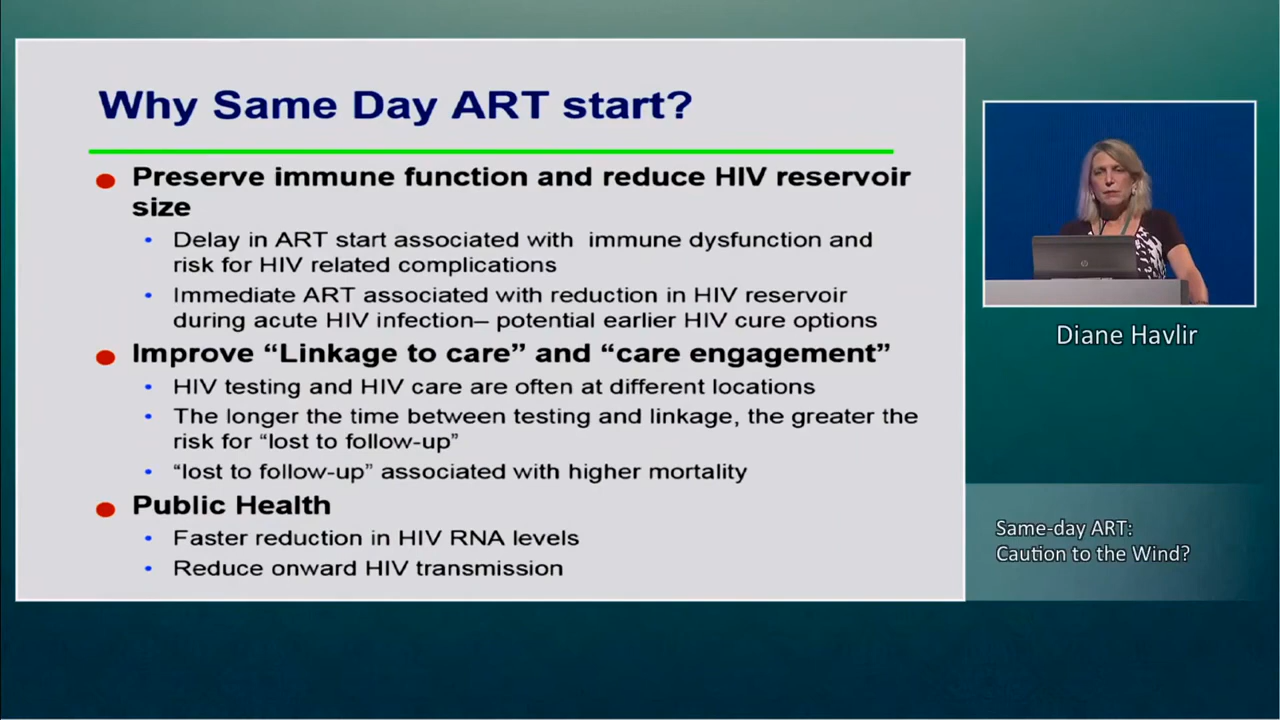 Why Same Day ART start?
Preserve immune function and reduce HIV reservoir
size
Delay in ART start associated with immune dysfunction and
risk for HIV related complications
Immediate ART associated with reduction in HIV reservoir
during acute HIV infection– potential earlier HIV cure options
Improve “Linkage to care” and “care engagement”
HIV testing and HIV care are often at different locations
The longer the time between testing and linkage, the greater the
risk for “lost to follow-up”
“lost to follow-up” associated with higher mortality
Public Health
Faster reduction in HIV RNA levels
Reduce onward HIV transmission
Diane Havlir
Same-day ART:
Caution to the Wind?